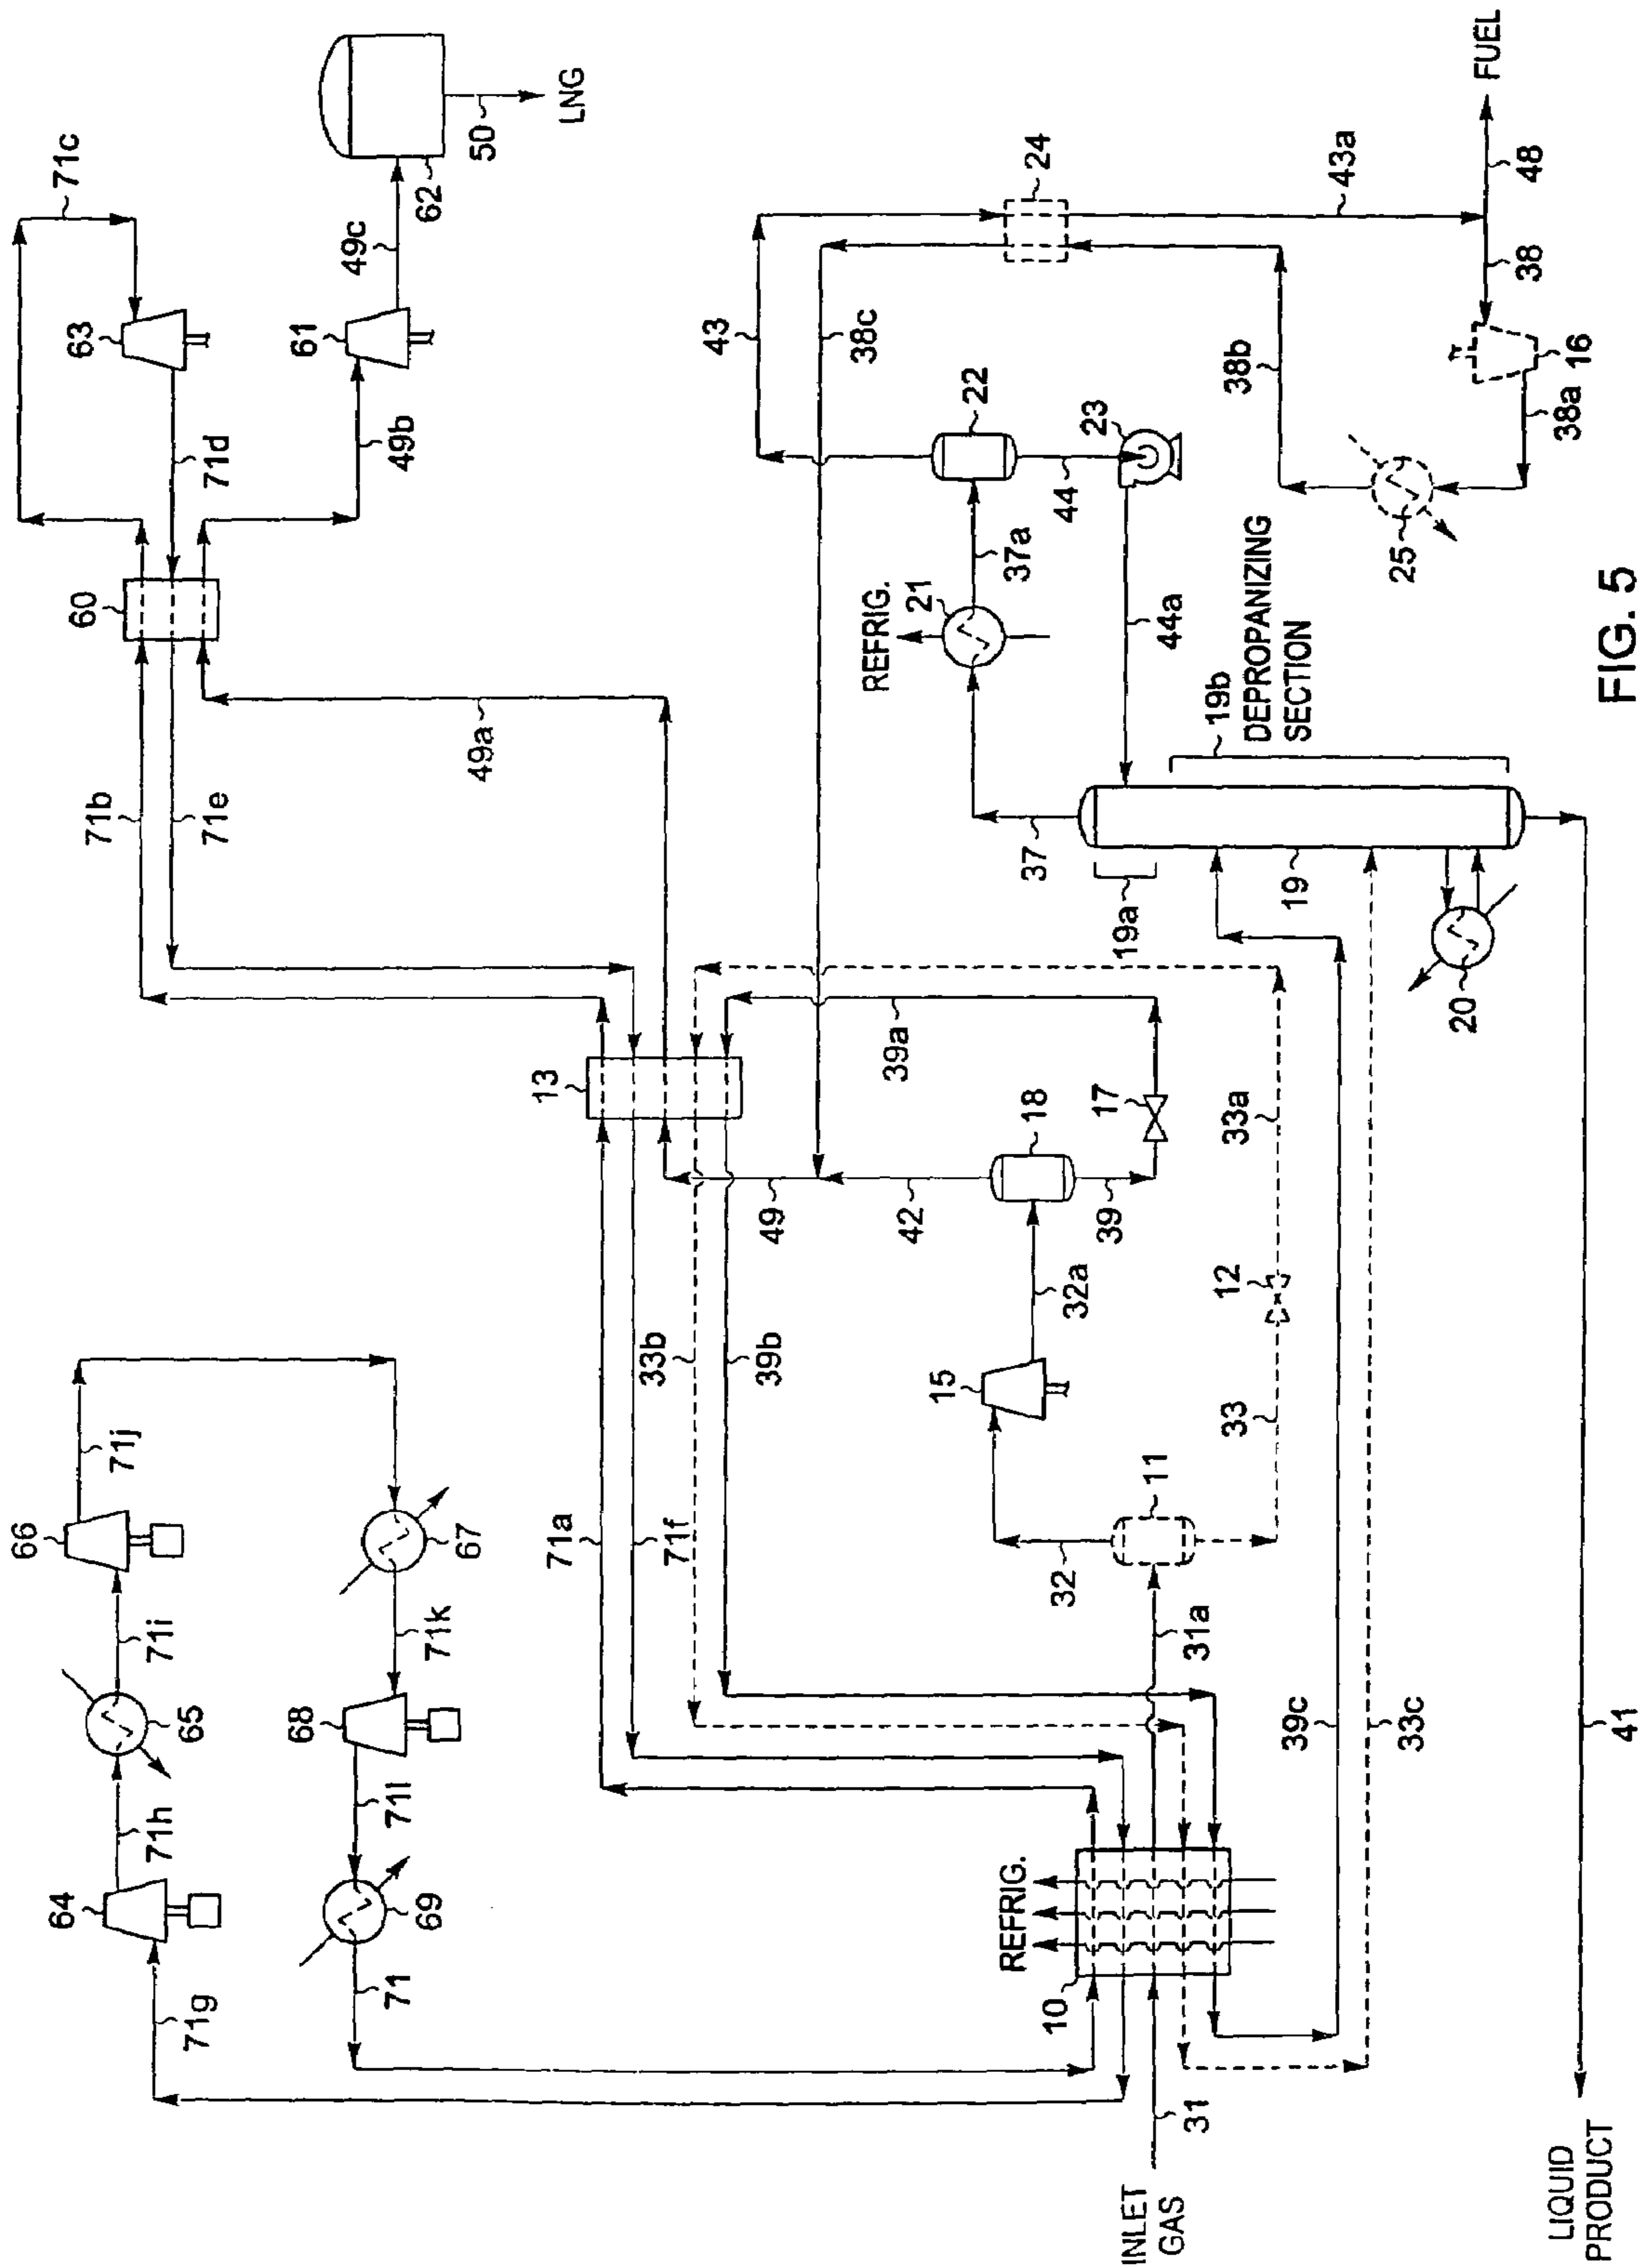 64
71h
65
71i
66
71j
71g
71
69
71l
68
71k
67
71a
71f
33b
39b
13
71b
71e
60
71d
63
71c
49b
61
49c
62
50
LNG
49a
INLET
GAS
31
10
REFRIG.
31a
32
11
15
32a
33
12
33a
18
17
42
39
49
39a
39c
33c
19a
37
19
20
19b
DEPROPANIZING
SECTION
REFRIG.
21
37a
22
44
23
44a
43
38c
24
43a
38b
25
38a
16
38
48
FUEL
41
LIQUID
PRODUCT
FIG. 5